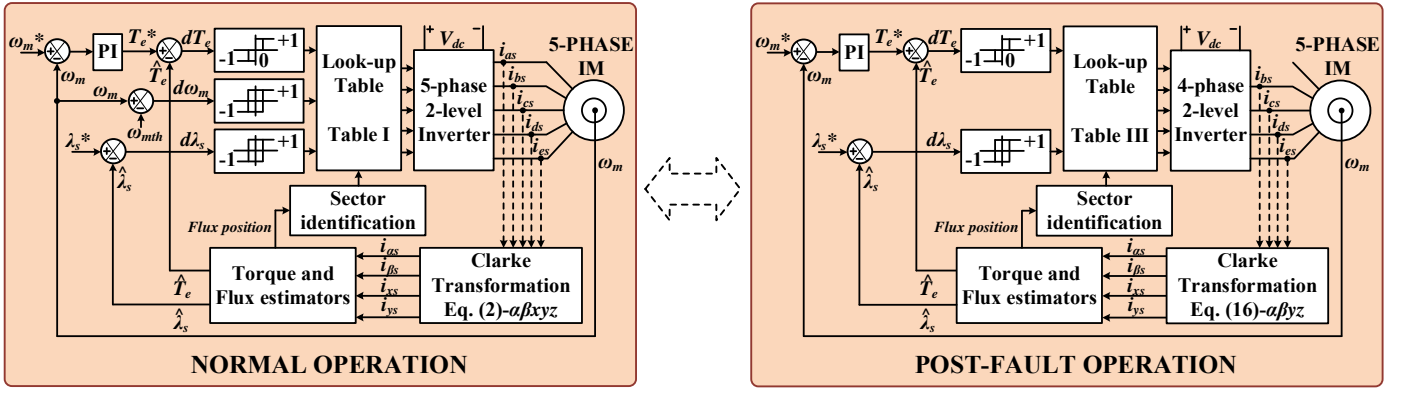 ωm* PI Te* dTe -1 0 +1
ωm T̂e
ωm dωm -1 +1
ωmth
λs* dλs -1 +1
λ̂s
Look-up
Table
Table I
Vdc + −
5-phase
2-level
Inverter
ias
ibs
ics
ids
ies
5-PHASE
IM
ωm
Sector
identification
Flux position
Torque and
Flux estimators
T̂e
λ̂s
iαs
iβs
ixs
iys
Clarke
Transformation
Eq. (2)-αβxyz
NORMAL OPERATION
ωm* PI Te* dTe -1 0 +1
ωm T̂e
λs* dλs -1 +1
λ̂s
Look-up
Table
Table III
Vdc + −
4-phase
2-level
Inverter
ibs
ics
ids
ies
5-PHASE
IM
ωm
Sector
identification
Flux position
Torque and
Flux estimators
T̂e
λ̂s
iαs
iβs
ixs
iys
Clarke
Transformation
Eq. (16)-αβyz
POST-FAULT OPERATION